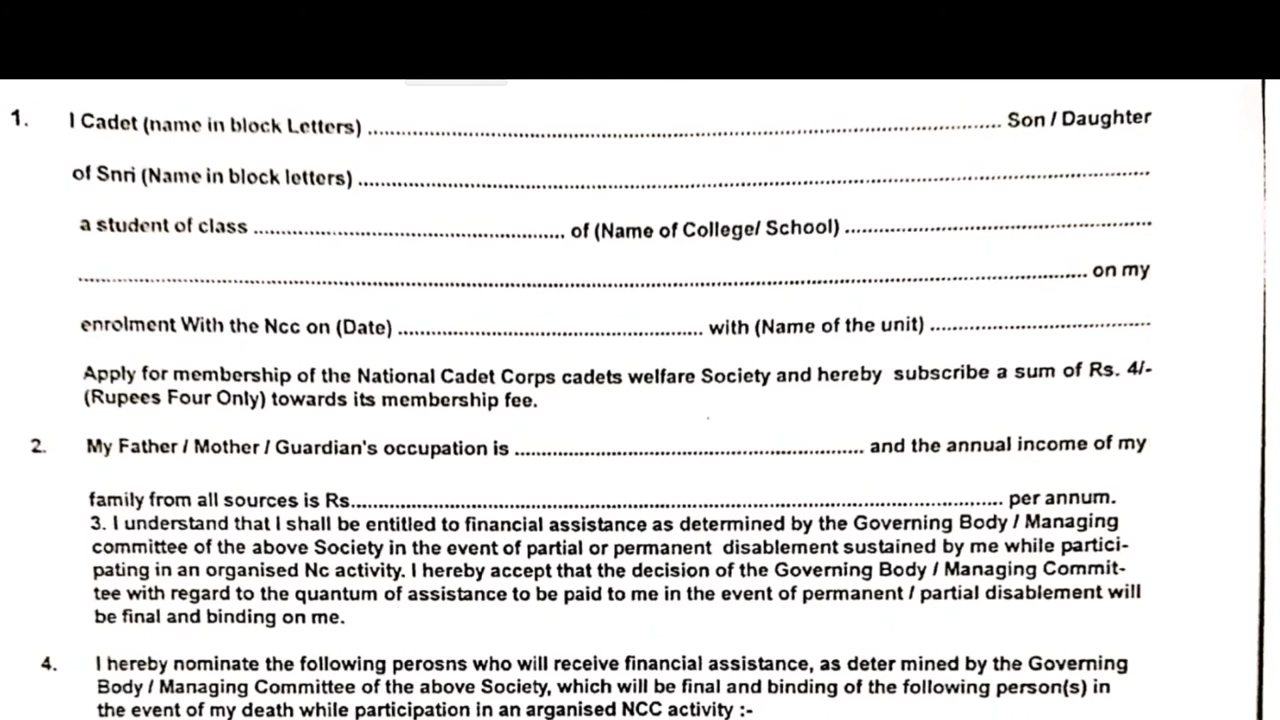 1. I Cadet (name in block Letters) ........................................ Son / Daughter
of Snri (Name in block letters) ........................................
a student of class .............................. of (Name of College/ School) ..............................
........................................ on my
enrolment With the Ncc on (Date) .............................. with (Name of the unit) ..............................
Apply for membership of the National Cadet Corps cadets welfare Society and hereby subscribe a sum of Rs. 4/-
(Rupees Four Only) towards its membership fee.
2. My Father / Mother / Guardian's occupation is .............................. and the annual income of my
family from all sources is Rs........................................ per annum.
3. I understand that I shall be entitled to financial assistance as determined by the Governing Body / Managing
committee of the above Society in the event of partial or permanent disablement sustained by me while partici-
pating in an organised Nc activity. I hereby accept that the decision of the Governing Body / Managing Commit-
tee with regard to the quantum of assistance to be paid to me in the event of permanent / partial disablement will
be final and binding on me.
4. I hereby nominate the following perosns who will receive financial assistance, as deter mined by the Governing
Body / Managing Committee of the above Society, which will be final and binding of the following person(s) in
the event of my death while participation in an arganised NCC activity :-